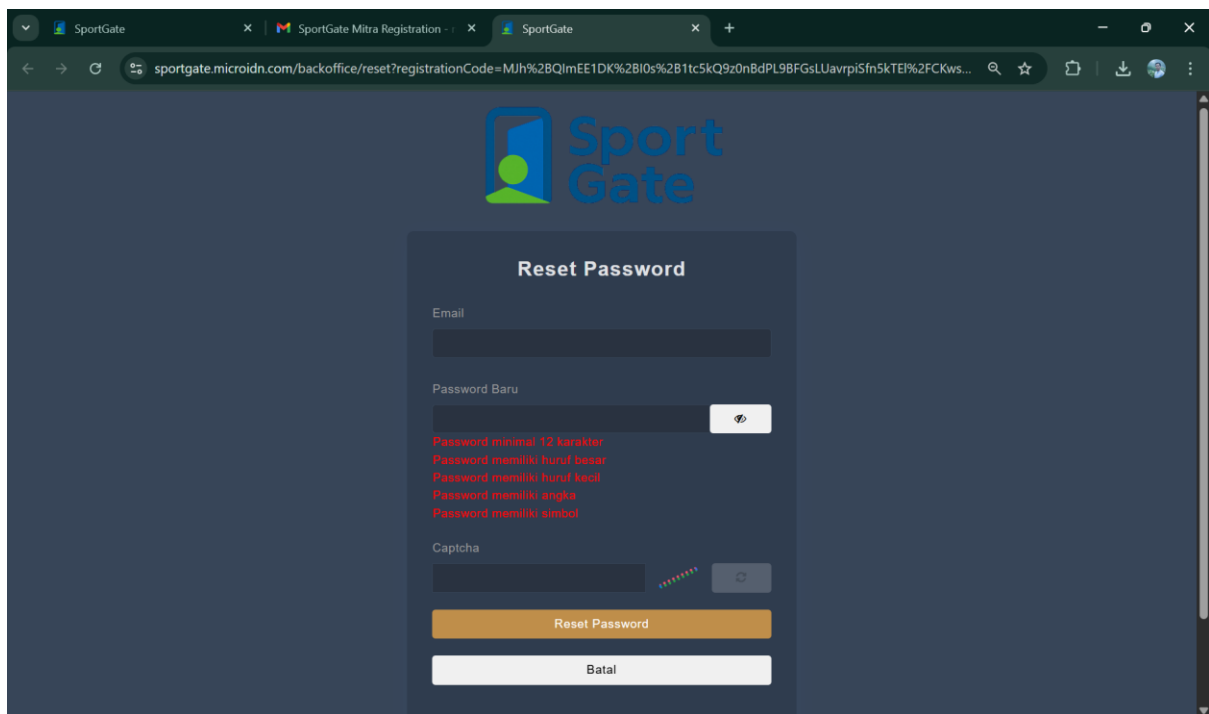 SportGate
SportGate Mitra Registration - r
SportGate
sportgate.microidn.com/backoffice/reset?registrationCode=MJh%2BQImEE1DK%2BI0s%2B1tc5kQ9z0nBdPL9BFGsLUavrpiSfn5kTEl%2FCKws...
Sport
Gate
Reset Password
Email
Password Baru
Password minimal 12 karakter
Password memiliki huruf besar
Password memiliki huruf kecil
Password memiliki angka
Password memiliki simbol
Captcha
Reset Password
Batal